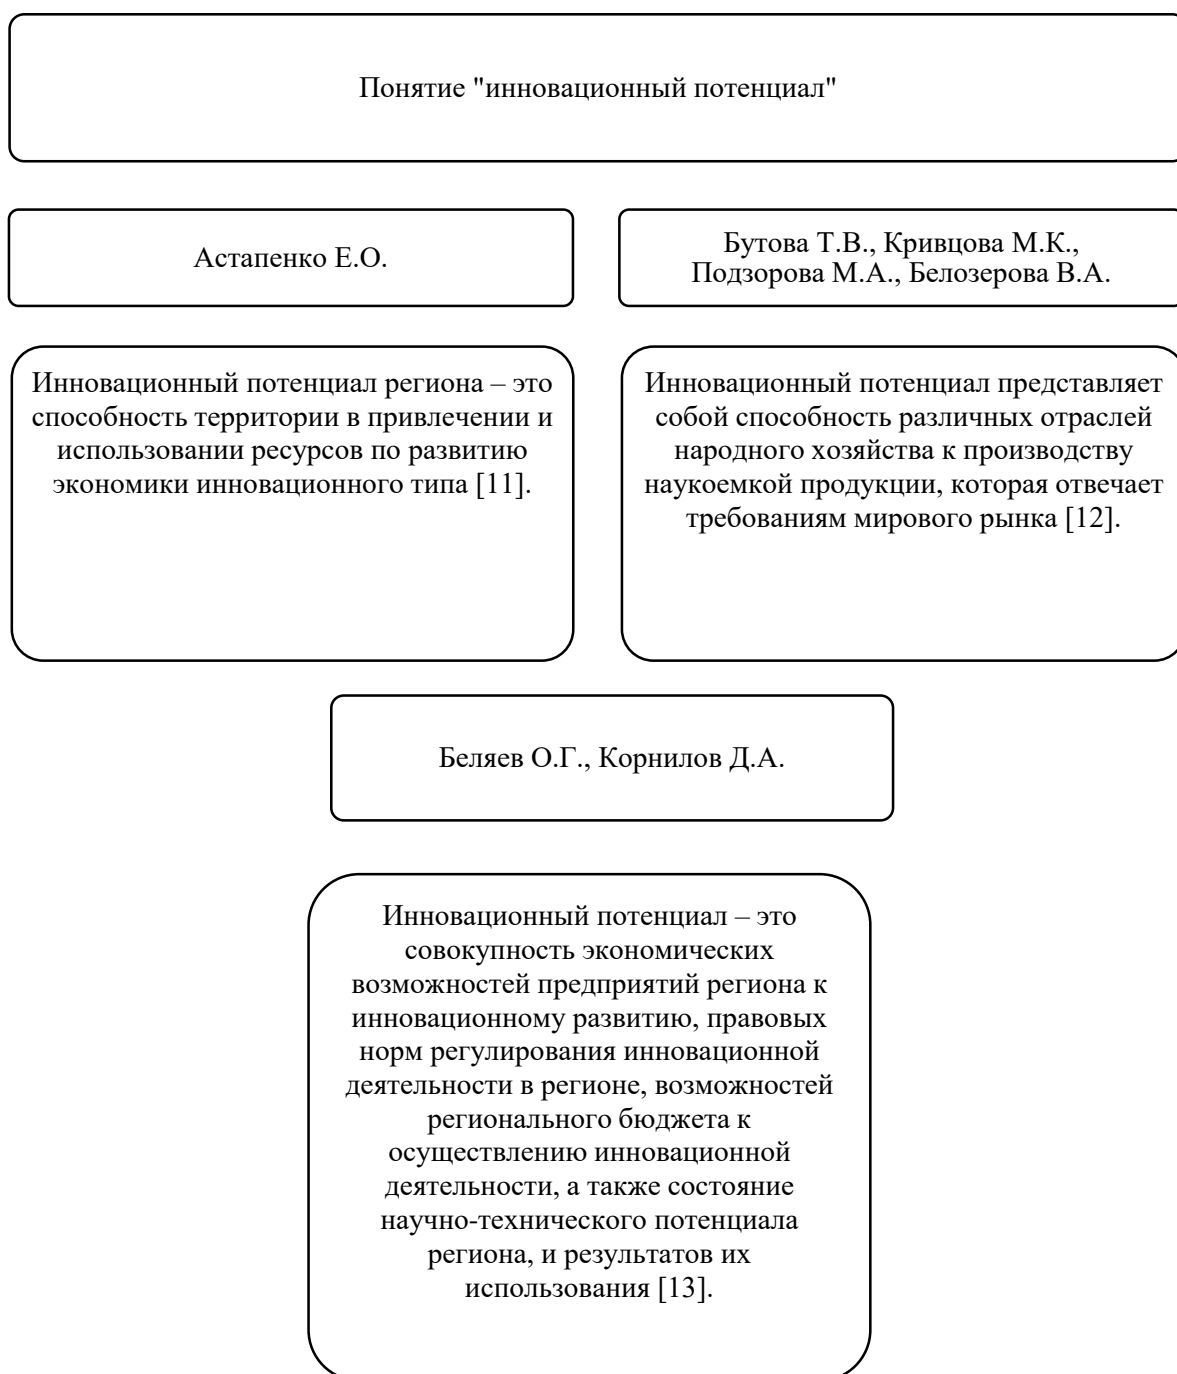 Понятие "инновационный потенциал"
Астапенко Е.О.
Бутова Т.В., Кривцова М.К.,
Подзорова М.А., Белозерова В.А.
Инновационный потенциал региона – это
способность территории в привлечении и
использовании ресурсов по развитию
экономики инновационного типа [11].
Инновационный потенциал представляет
собой способность различных отраслей
народного хозяйства к производству
наукоемкой продукции, которая отвечает
требованиям мирового рынка [12].
Беляев О.Г., Корнилов Д.А.
Инновационный потенциал – это
совокупность экономических
возможностей предприятий региона к
инновационному развитию, правовых
норм регулирования инновационной
деятельности в регионе, возможностей
регионального бюджета к
осуществлению инновационной
деятельности, а также состояние
научно-технического потенциала
региона, и результатов их
использования [13].